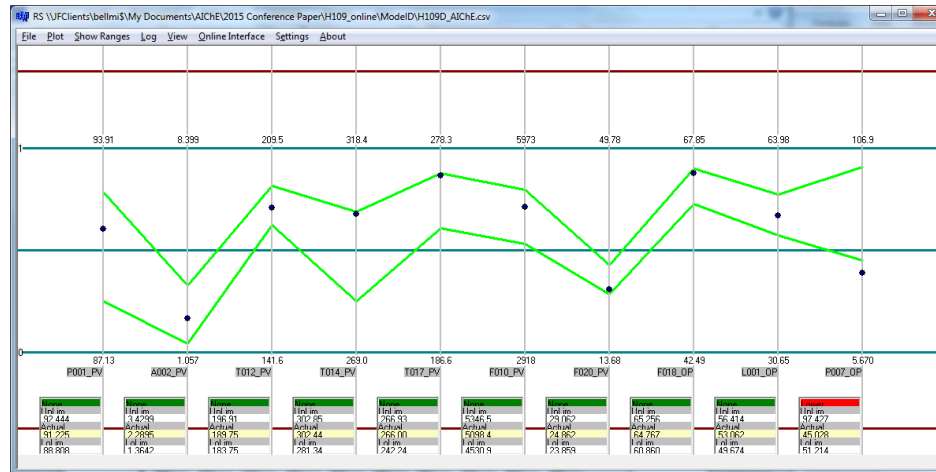 RS \\UFClients\bellmi$\My Documents\AIChE\2015 Conference Paper\H109_online\ModelD\H109D_AIChE.csv
File Plot Show Ranges Log View Online Interface Settings About
93.91 8.399 209.5 318.4 278.3 5973 49.78 67.85 63.98 106.9
1
0
87.13 1.057 141.6 269.0 186.6 2918 13.68 42.49 30.65 5.670
P001_PV A002_PV T012_PV T014_PV T017_PV F010_PV F020_PV F018_OP L001_OP P007_OP
None None None None None None None None None Lower
UpLim UpLim UpLim UpLim UpLim UpLim UpLim UpLim UpLim UpLim
92.444 3.4299 196.91 302.85 266.93 5346.5 29.062 65.256 56.414 97.427
Actual Actual Actual Actual Actual Actual Actual Actual Actual Actual
91.225 2.2895 189.75 302.44 266.00 5098.4 24.862 64.767 53.062 45.028
LoLim LoLim LoLim LoLim LoLim LoLim LoLim LoLim LoLim LoLim
88.808 1.3642 183.75 281.34 242.24 4530.9 23.859 60.860 49.674 51.214